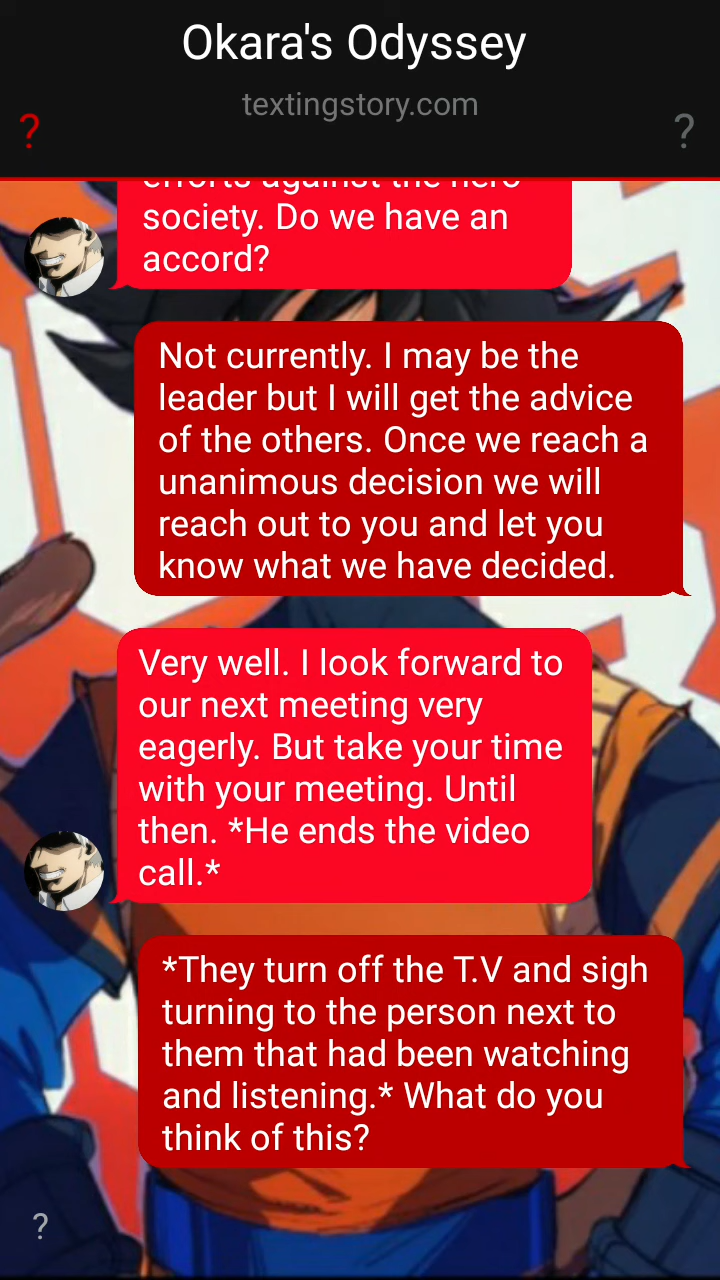 Okara's Odyssey
textingstory.com
?
?
efforts against the hero
society. Do we have an
accord?
Not currently. I may be the
leader but I will get the advice
of the others. Once we reach a
unanimous decision we will
reach out to you and let you
know what we have decided.
Very well. I look forward to
our next meeting very
eagerly. But take your time
with your meeting. Until
then. *He ends the video
call.*
*They turn off the T.V and sigh
turning to the person next to
them that had been watching
and listening.* What do you
think of this?
?